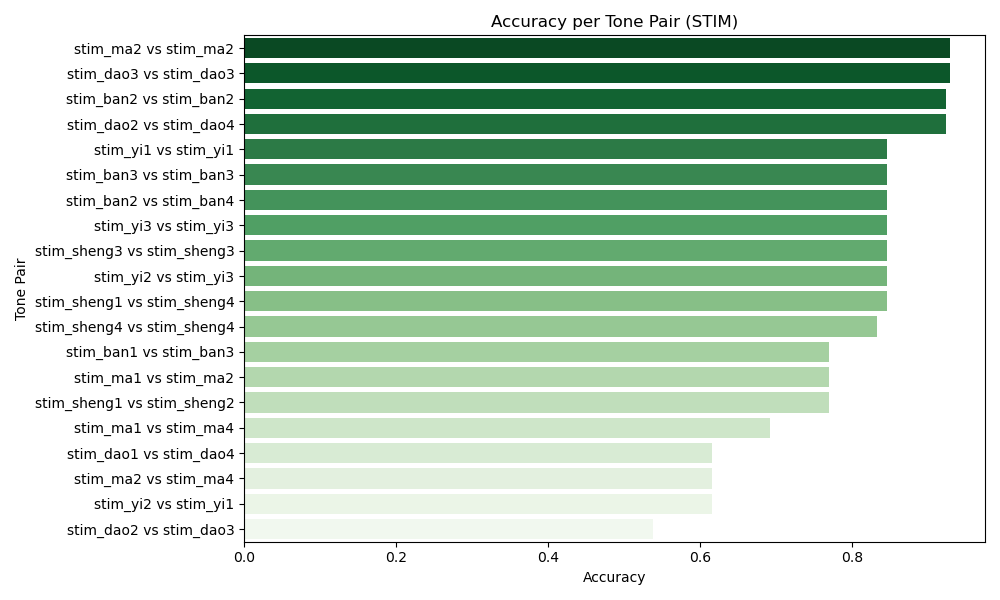 Accuracy per Tone Pair (STIM)
stim_ma2 vs stim_ma2
stim_dao3 vs stim_dao3
stim_ban2 vs stim_ban2
stim_dao2 vs stim_dao4
stim_yi1 vs stim_yi1
stim_ban3 vs stim_ban3
stim_ban2 vs stim_ban4
stim_yi3 vs stim_yi3
stim_sheng3 vs stim_sheng3
stim_yi2 vs stim_yi3
stim_sheng1 vs stim_sheng4
stim_sheng4 vs stim_sheng4
stim_ban1 vs stim_ban3
stim_ma1 vs stim_ma2
stim_sheng1 vs stim_sheng2
stim_ma1 vs stim_ma4
stim_dao1 vs stim_dao4
stim_ma2 vs stim_ma4
stim_yi2 vs stim_yi1
stim_dao2 vs stim_dao3
Tone Pair
0.0 0.2 0.4 0.6 0.8
Accuracy